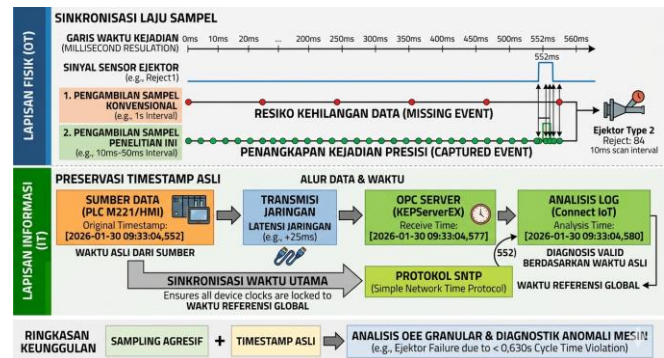 LAPISAN FISIK (OT)
SINKRONISASI LAJU SAMPEL
GARIS WAKTU KEJADIAN
(MILLISECOND RESULATION)
0ms 10ms 20ms ... 200ms 200ms 250ms 300ms 350ms 400ms 450ms 500ms 552ms 560ms
552ms
SINYAL SENSOR EJEKTOR
(e.g., Reject1)
1. PENGAMBILAN SAMPEL
KONVENSIONAL
(e.g., 1s Interval)
RESIKO KEHILANGAN DATA (MISSING EVENT)
2. PENGAMBILAN SAMPEL
PENELITIAN INI
(e.g., 10ms-50ms Interval)
PENANGKAPAN KEJADIAN PRESISI (CAPTURED EVENT)
Ejektor Type 2
Reject: 84
10ms scan interval
LAPISAN INFORMASI
(IT)
PRESERVASI TIMESTAMP ASLI
ALUR DATA & WAKTU
SUMBER DATA
(PLC M221/HMI)
Original Timestamp:
[2026-01-30 09:33:04,552]
WAKTU ASLI DARI SUMBER
TRANSMISI
JARINGAN
LATENSI JARINGAN
(e.g., +25ms)
OPC SERVER
(KEPServerEX)
Receive Time:
[2026-01-30 09:33:04,577]
ANALISIS LOG
(Connect IoT)
Analysis Time:
[2026-01-30 09:33:04,580]
DIAGNOSIS VALID
BERDASARKAN WAKTU ASLI
SINKRONISASI WAKTU UTAMA
Ensures all device clocks are locked to
WAKTU REFERENSI GLOBAL
PROTOKOL SNTP
(Simple Network Time Protocol)
552)
WAKTU REFERENSI GLOBAL
RINGKASAN
KEUNGGULAN
SAMPLING AGRESIF + TIMESTAMP ASLI
ANALISIS OEE GRANULAR & DIAGNOSTIK ANOMALI MESIN
(e.g., Ejektor Failure due to < 0,630s Cycle Time Violation)